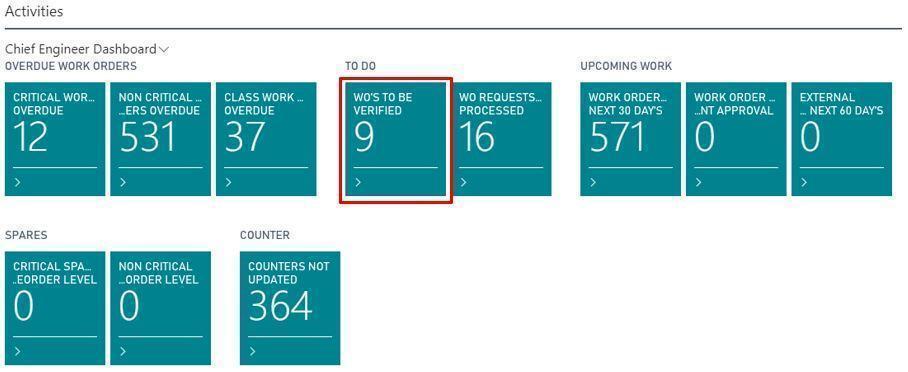 Activities
Chief Engineer Dashboard
OVERDUE WORK ORDERS
CRITICAL WOR...
OVERDUE
12
NON CRITICAL ...
...ERS OVERDUE
531
CLASS WORK ...
OVERDUE
37
TO DO
WO'S TO BE
VERIFIED
9
WO REQUESTS...
PROCESSED
16
UPCOMING WORK
WORK ORDER...
NEXT 30 DAY'S
571
WORK ORDER ...
...NT APPROVAL
0
EXTERNAL
... NEXT 60 DAY'S
0
SPARES
CRITICAL SPA...
...EORDER LEVEL
0
NON CRITICAL
...ORDER LEVEL
0
COUNTER
COUNTERS NOT
UPDATED
364